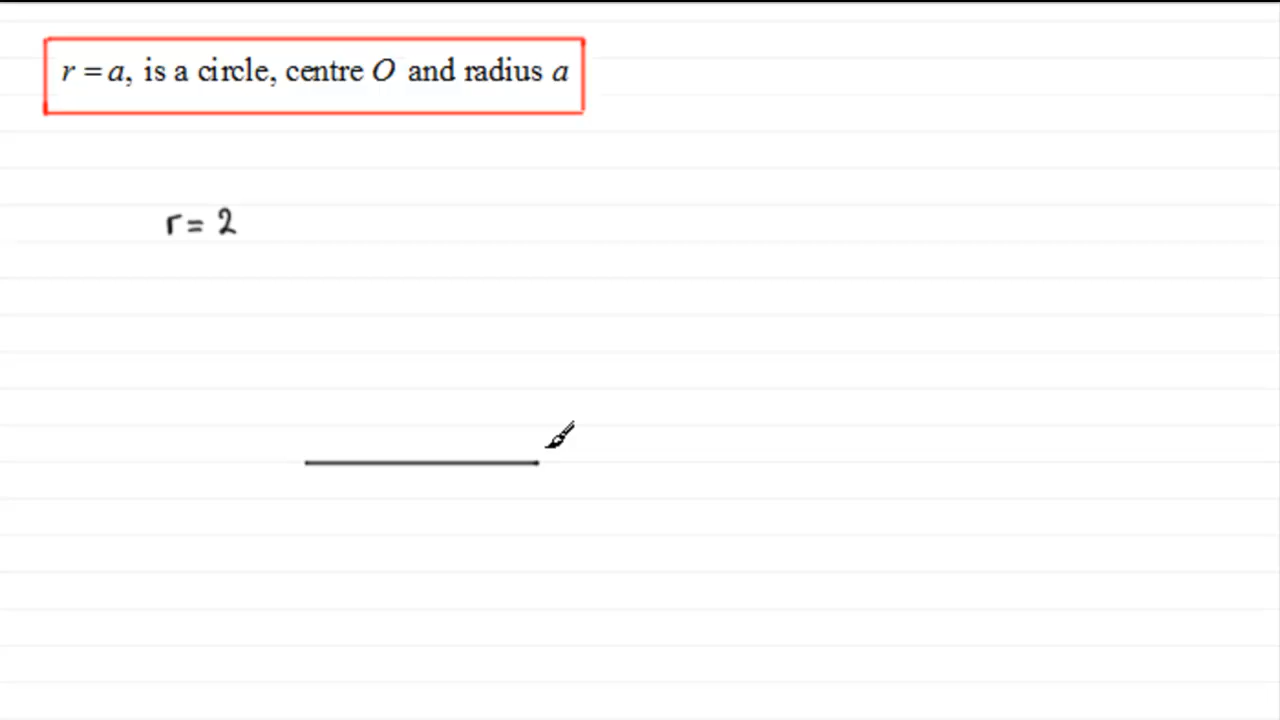 r = a, is a circle, centre O and radius a
r = 2